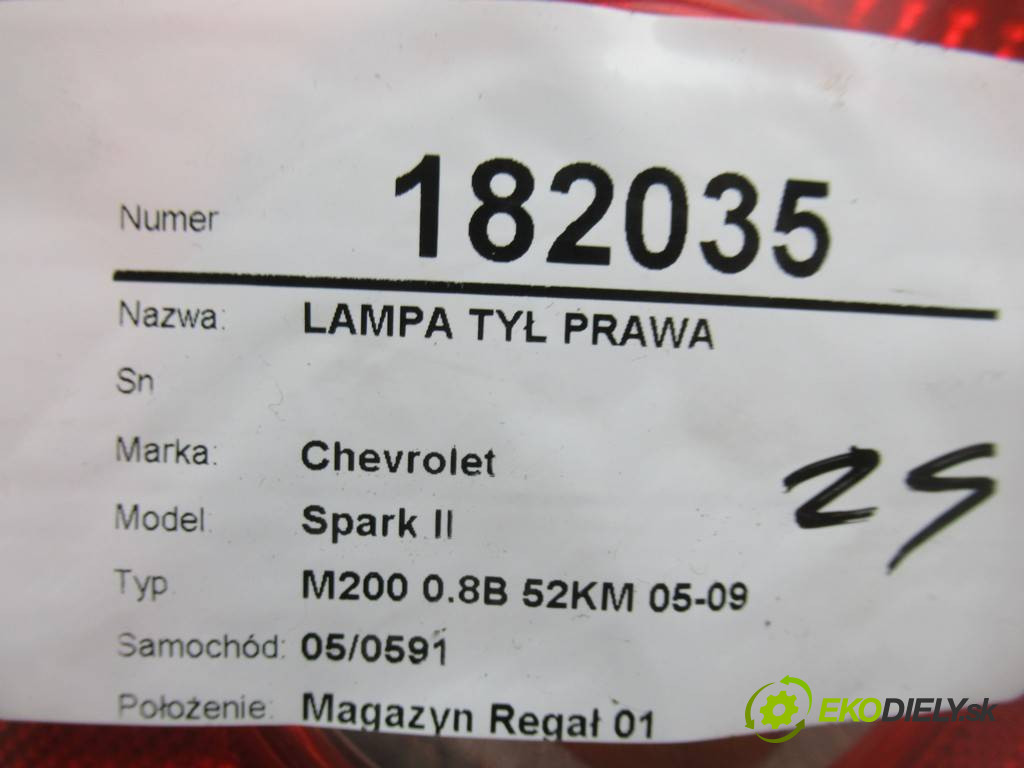 Numer 182035
Nazwa: LAMPA TYŁ PRAWA
Sn
Marka: Chevrolet
Model: Spark II
Typ M200 0.8B 52KM 05-09
Samochód: 05/0591
Położenie: Magazyn Regał 01
EKODIELY.sk